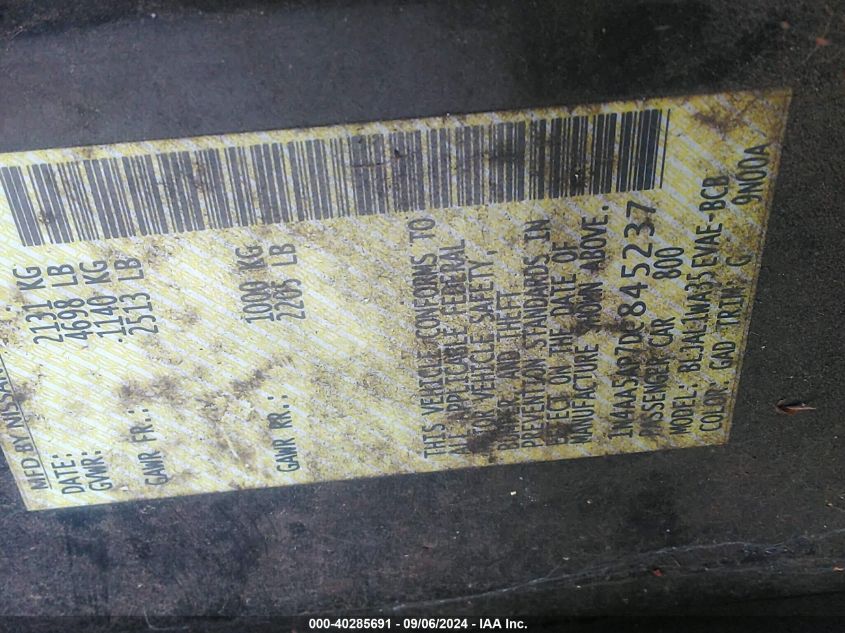 MFD BY NISSAN
DATE:
GVWR: 2131 KG
4698 LB
GAWR FR.: 1140 KG
2513 LB
GAWR RR.: 1000 KG
2205 LB
THIS VEHICLE CONFORMS TO
ALL APPLICABLE FEDERAL
MOTOR VEHICLE SAFETY,
BUMPER AND THEFT
PREVENTION STANDARDS IN
EFFECT ON THE DATE OF
MANUFACTURE SHOWN ABOVE.
1N4AA5AP7DC845237
PASSENGER CAR 800
MODEL: BLJALWA35EVAE-BCB
COLOR: GAD TRIM G 9N00A
000-40285691 - 09/06/2024 - IAA Inc.